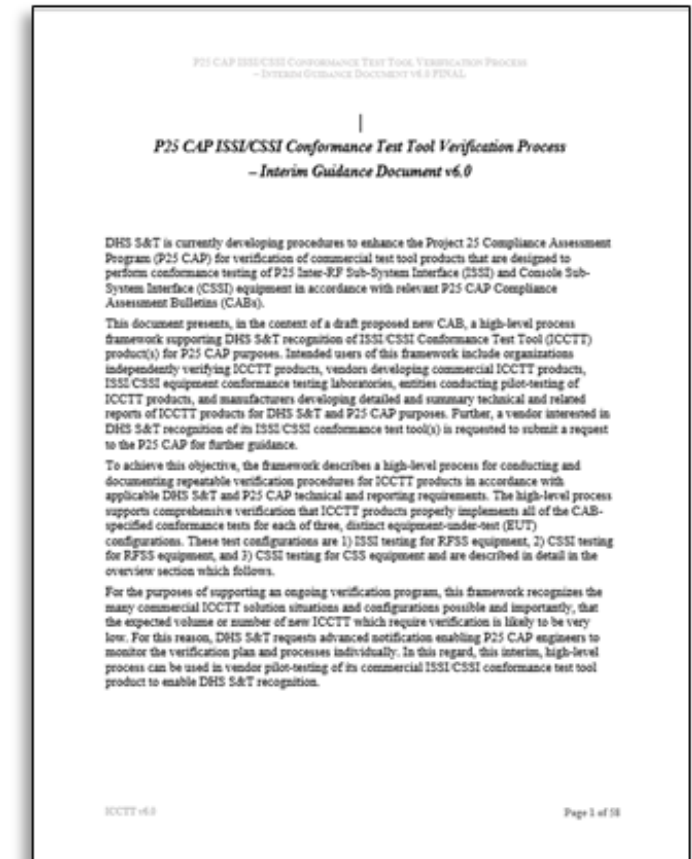 P25 CAP ISSI/CSSI CONFORMANCE TEST TOOL VERIFICATION PROCESS
– INTERIM GUIDANCE DOCUMENT V6.0 FINAL
P25 CAP ISSI/CSSI Conformance Test Tool Verification Process
– Interim Guidance Document v6.0
DHS S&T is currently developing procedures to enhance the Project 25 Compliance Assessment
Program (P25 CAP) for verification of commercial test tool products that are designed to
perform conformance testing of P25 Inter-RF Sub-System Interface (ISSI) and Console Sub-
System Interface (CSSI) equipment in accordance with relevant P25 CAP Compliance
Assessment Bulletins (CABs).
This document presents, in the context of a draft proposed new CAB, a high-level process
framework supporting DHS S&T recognition of ISSI/CSSI Conformance Test Tool (ICCTT)
product(s) for P25 CAP purposes. Intended users of this framework include organizations
independently verifying ICCTT products, vendors developing commercial ICCTT products,
ISSI/CSSI equipment conformance testing laboratories, entities conducting pilot-testing of
ICCTT products, and manufacturers developing detailed and summary technical and related
reports of ICCTT products for DHS S&T and P25 CAP purposes. Further, a vendor interested in
DHS S&T recognition of its ISSI/CSSI conformance test tool(s) is requested to submit a request
to the P25 CAP for further guidance.
To achieve this objective, the framework describes a high-level process for conducting and
documenting repeatable verification procedures for ICCTT products in accordance with
applicable DHS S&T and P25 CAP technical and reporting requirements. The high-level process
supports comprehensive verification that ICCTT products properly implements all of the CAB-
specified conformance tests for each of three, distinct equipment-under-test (EUT)
configurations. These test configurations are 1) ISSI testing for RFSS equipment, 2) CSSI testing
for RFSS equipment, and 3) CSSI testing for CSS equipment and are described in detail in the
overview section which follows.
For the purposes of supporting an ongoing verification program, this framework recognizes the
many commercial ICCTT solution situations and configurations possible and importantly, that
the expected volume or number of new ICCTT which require verification is likely to be very
low. For this reason, DHS S&T requests advanced notification enabling P25 CAP engineers to
monitor the verification plan and processes individually. In this regard, this interim, high-level
process can be used in vendor pilot-testing of its commercial ISSI/CSSI conformance test tool
product to enable DHS S&T recognition.
ICCTT v6.0
Page 1 of 58